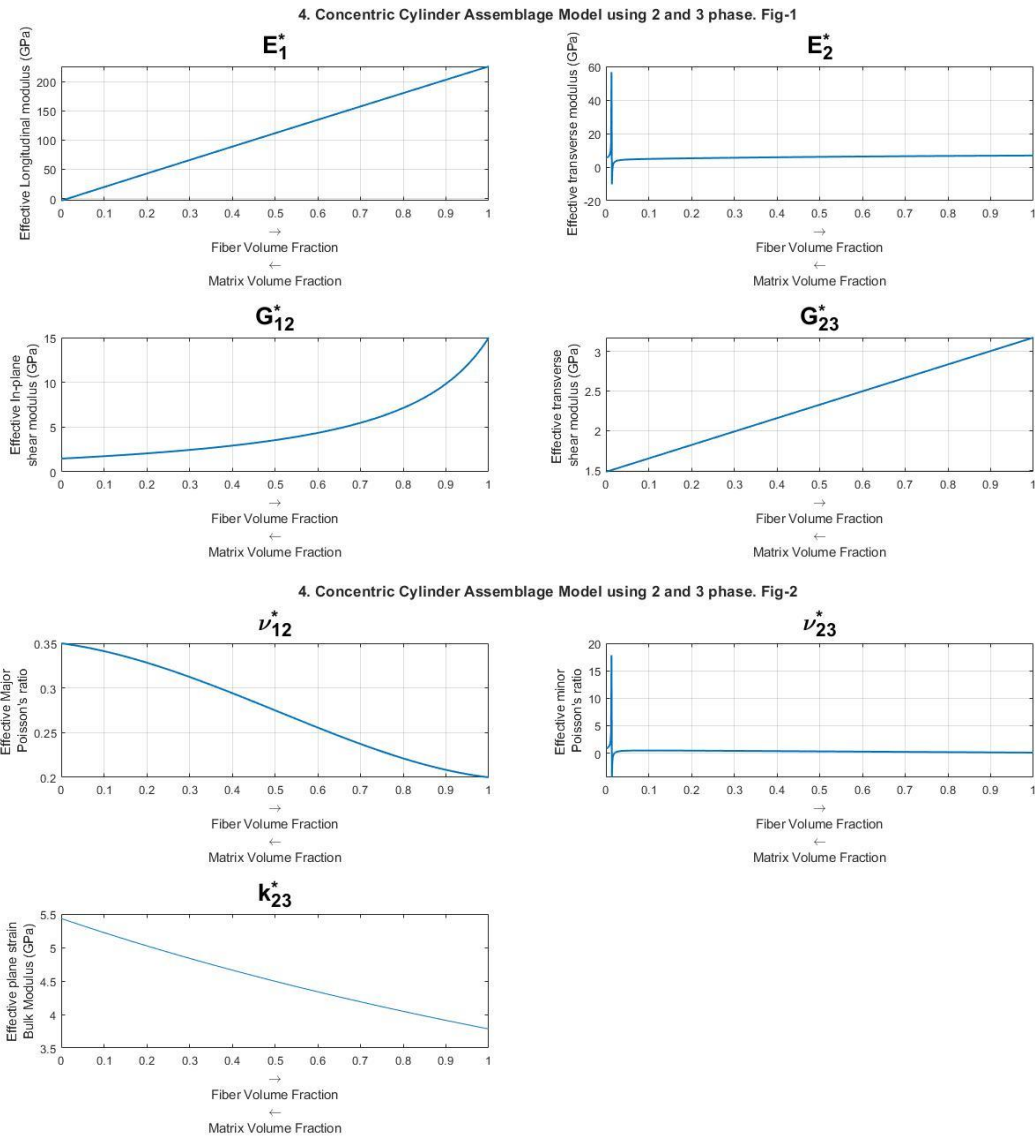 4. Concentric Cylinder Assemblage Model using 2 and 3 phase. Fig-1
E*1
Effective Longitudinal modulus (GPa)
200
150
100
50
0
0 0.1 0.2 0.3 0.4 0.5 0.6 0.7 0.8 0.9 1
→
Fiber Volume Fraction
←
Matrix Volume Fraction
E*2
Effective transverse modulus (GPa)
60
40
20
0
-20
0 0.1 0.2 0.3 0.4 0.5 0.6 0.7 0.8 0.9 1
→
Fiber Volume Fraction
←
Matrix Volume Fraction
G*12
Effective In-plane
shear modulus (GPa)
15
10
5
0
0 0.1 0.2 0.3 0.4 0.5 0.6 0.7 0.8 0.9 1
→
Fiber Volume Fraction
←
Matrix Volume Fraction
G*23
Effective transverse
shear modulus (GPa)
3
2.5
2
1.5
0 0.1 0.2 0.3 0.4 0.5 0.6 0.7 0.8 0.9 1
→
Fiber Volume Fraction
←
Matrix Volume Fraction
4. Concentric Cylinder Assemblage Model using 2 and 3 phase. Fig-2
ν*12
Effective Major
Poisson's ratio
0.35
0.3
0.25
0.2
0 0.1 0.2 0.3 0.4 0.5 0.6 0.7 0.8 0.9 1
→
Fiber Volume Fraction
←
Matrix Volume Fraction
ν*23
Effective minor
Poisson's ratio
20
15
10
5
0
0 0.1 0.2 0.3 0.4 0.5 0.6 0.7 0.8 0.9 1
→
Fiber Volume Fraction
←
Matrix Volume Fraction
k*23
Effective plane strain
Bulk Modulus (GPa)
5.5
5
4.5
4
3.5
0 0.1 0.2 0.3 0.4 0.5 0.6 0.7 0.8 0.9 1
→
Fiber Volume Fraction
←
Matrix Volume Fraction